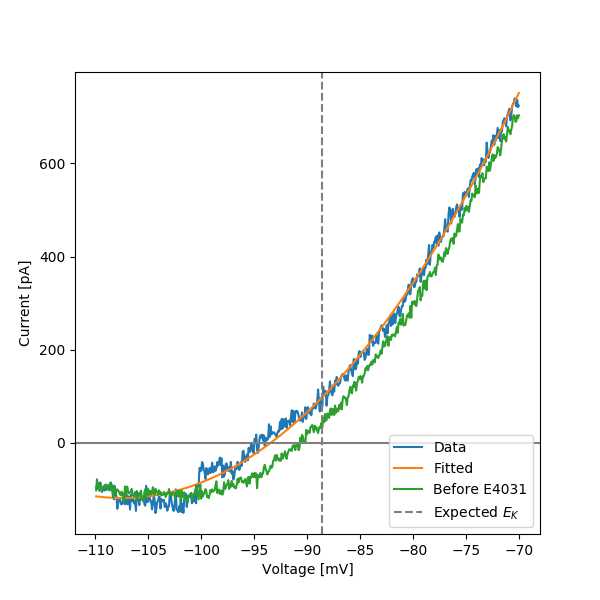 600
400
200
0
−110 −105 −100 −95 −90 −85 −80 −75 −70
Voltage [mV]
Current [pA]
Data
Fitted
Before E4031
Expected E_K